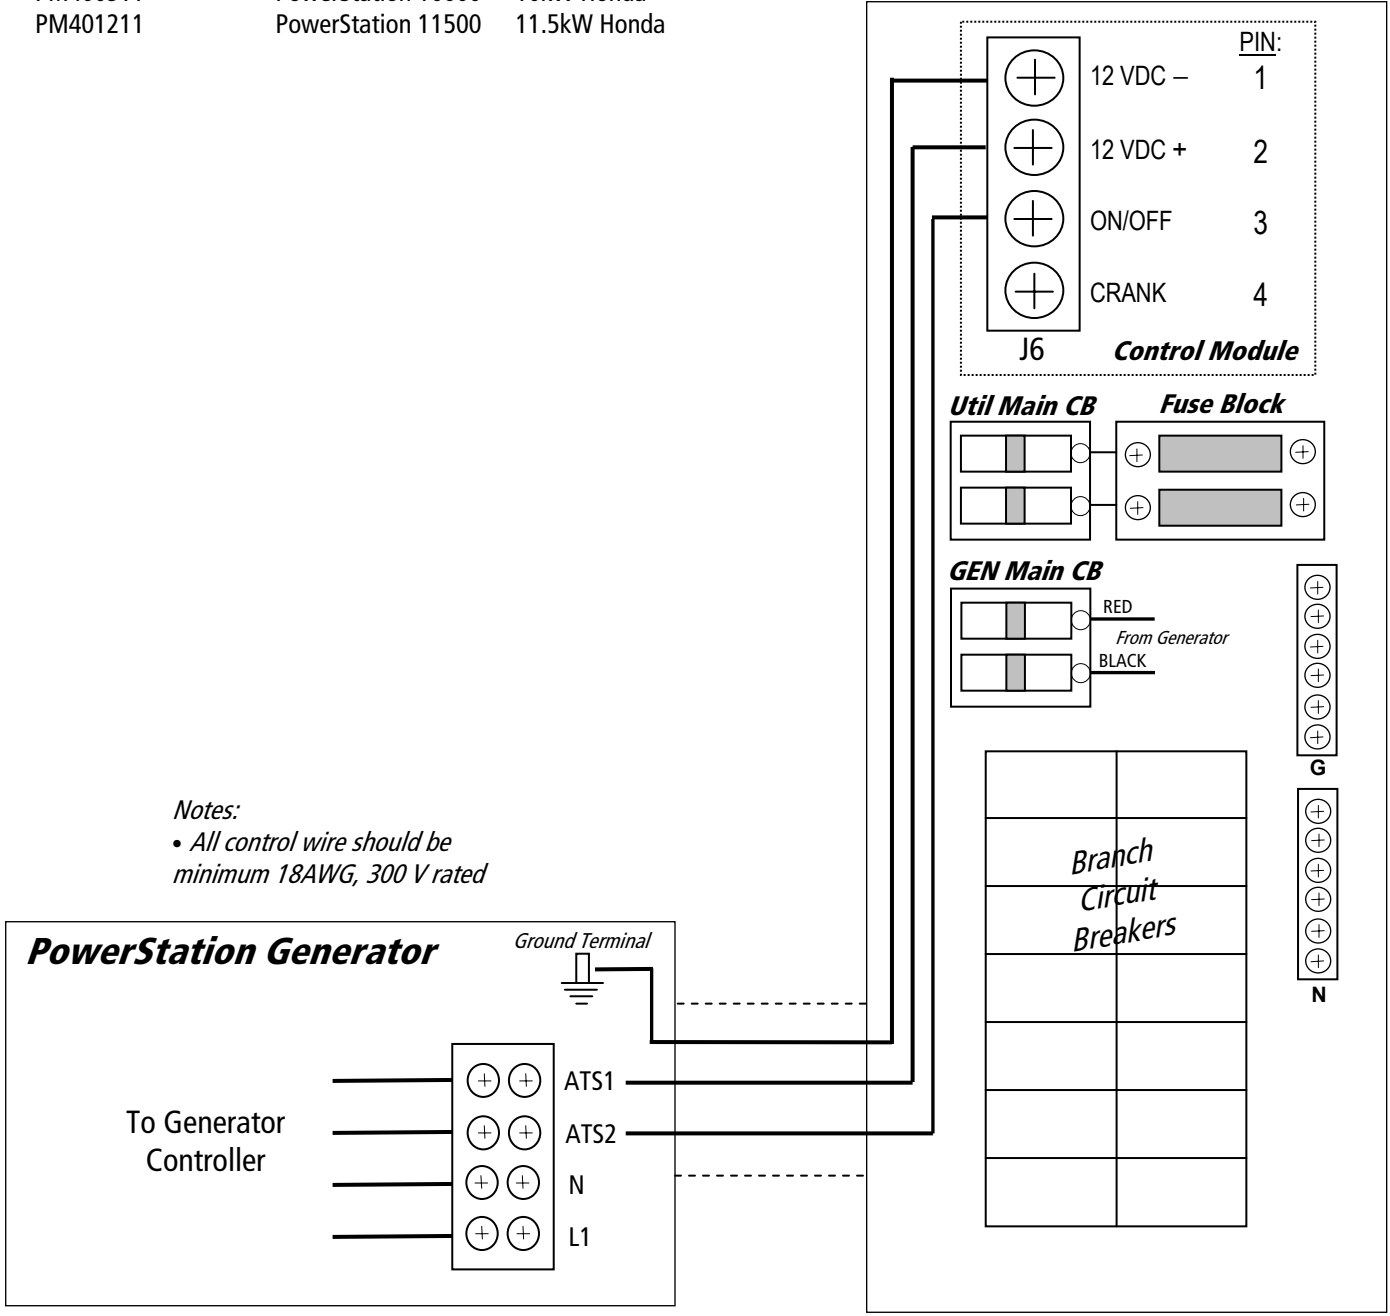 PM401211 PowerStation 11500 11.5kW Honda
PIN:
12 VDC – 1
12 VDC + 2
ON/OFF 3
CRANK 4
J6 Control Module
Util Main CB Fuse Block
GEN Main CB
RED
From Generator
BLACK
G
N
Branch
Circuit
Breakers
Notes:
• All control wire should be
minimum 18AWG, 300 V rated
PowerStation Generator
Ground Terminal
ATS1
ATS2
N
L1
To Generator
Controller